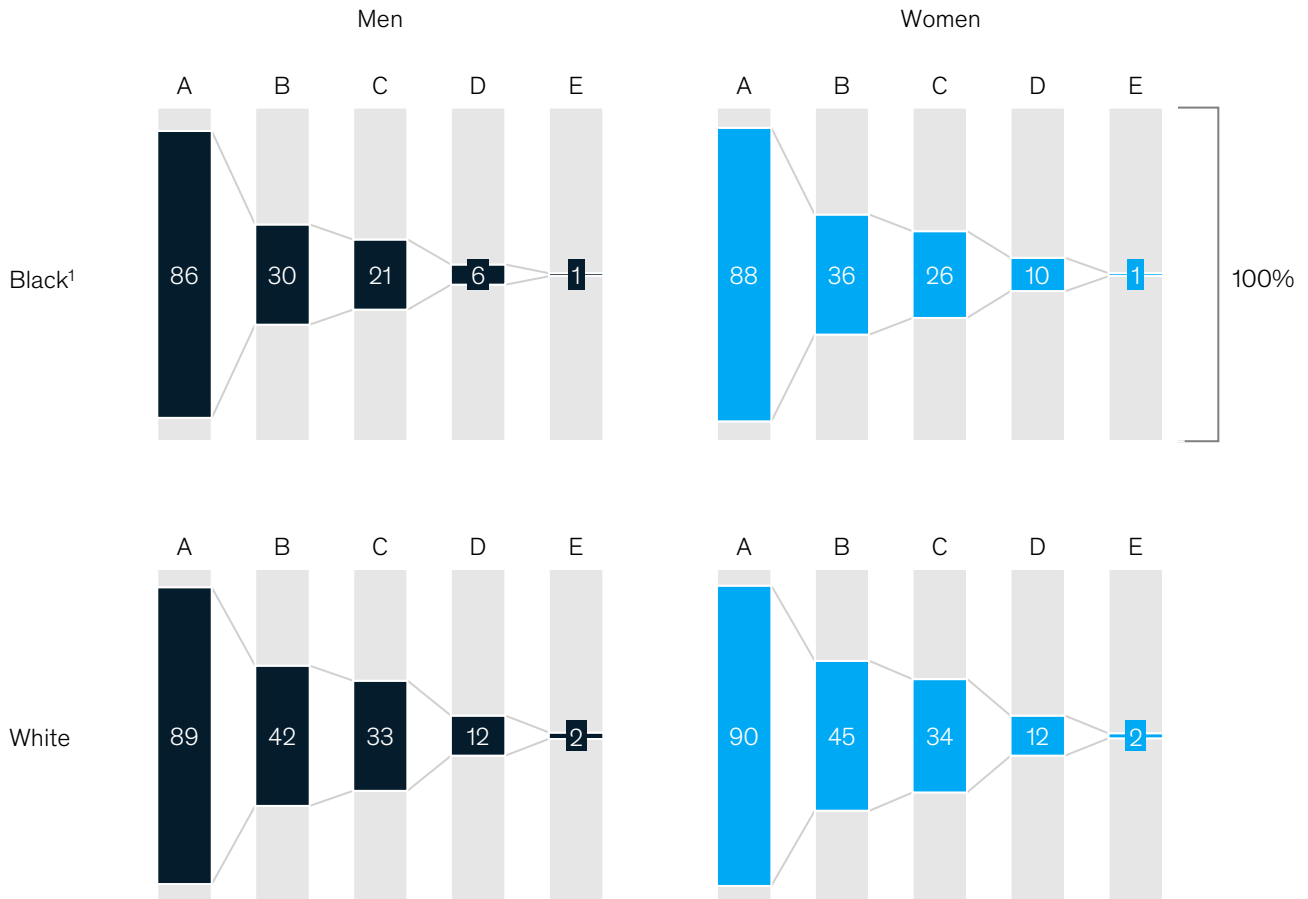 Men Women
A B C D E A B C D E
Black¹ 86 30 21 6 1 88 36 26 10 1 100%
A B C D E A B C D E
White 89 42 33 12 2 90 45 34 12 2